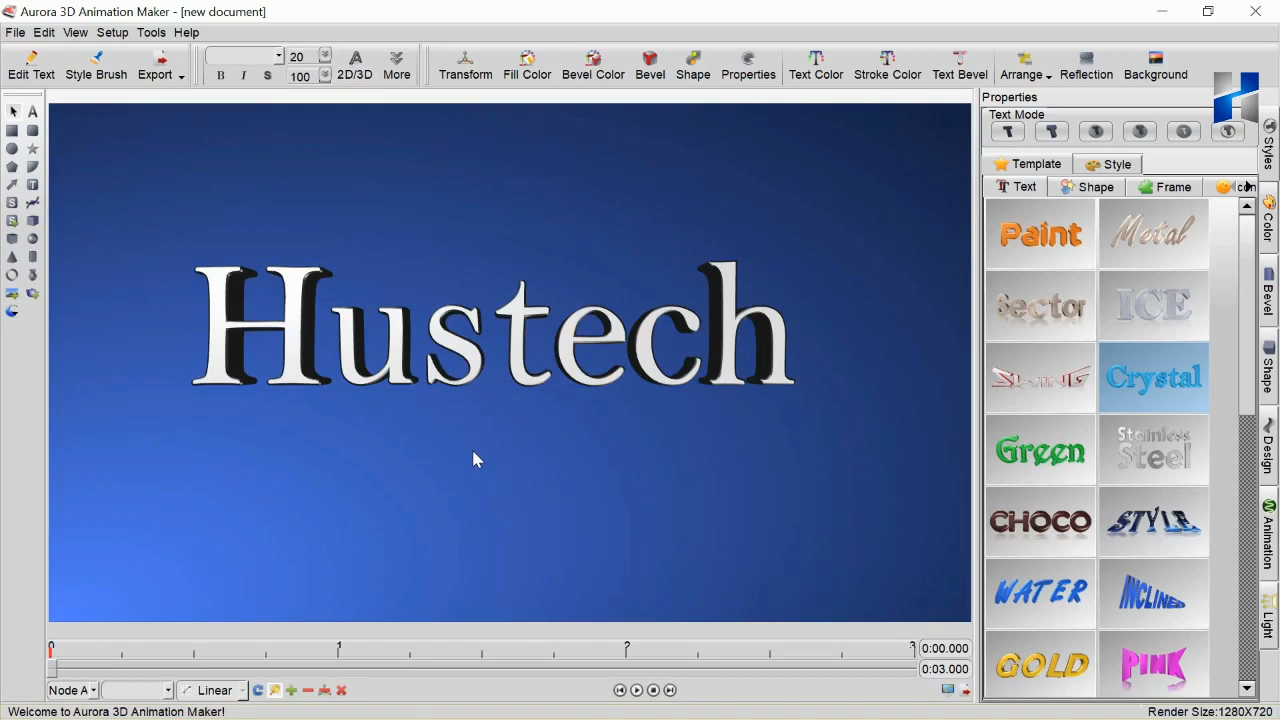 Aurora 3D Animation Maker - [new document]
File Edit View Setup Tools Help
20
B I S 100
Edit Text Style Brush Export 2D/3D More Transform Fill Color Bevel Color Bevel Shape Properties Text Color Stroke Color Text Bevel Arrange Reflection Background
Properties
Text Mode
Template Style
Text Shape Frame con
Paint Metal
Sector ICE
SWING Crystal
Green Stainless Steel
CHOCO STYLE
WATER INCLINED
GOLD PINK
Styles
Color
Bevel
Shape
Design
Animation
Light
Hustech
0 1 2 3 0:00.000
0:03.000
Node A Linear
Welcome to Aurora 3D Animation Maker! Render Size:1280X720